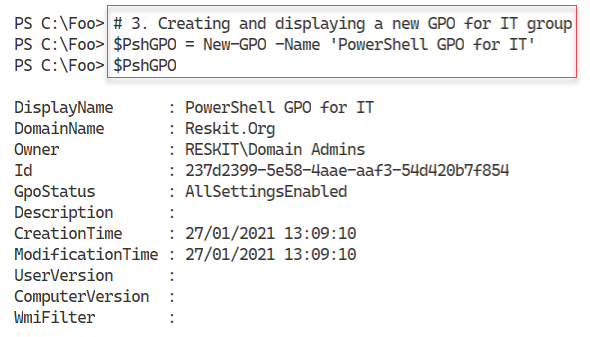 PS C:\Foo> # 3. Creating and displaying a new GPO for IT group
PS C:\Foo> $PshGPO = New-GPO -Name 'PowerShell GPO for IT'
PS C:\Foo> $PshGPO
DisplayName : PowerShell GPO for IT
DomainName : Reskit.Org
Owner : RESKIT\Domain Admins
Id : 237d2399-5e58-4aae-aaf3-54d420b7f854
GpoStatus : AllSettingsEnabled
Description :
CreationTime : 27/01/2021 13:09:10
ModificationTime : 27/01/2021 13:09:10
UserVersion :
ComputerVersion :
WmiFilter :